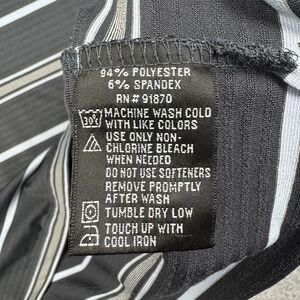 94% POLYESTER
6% SPANDEX
RN # 91870
30° MACHINE WASH COLD
WITH LIKE COLORS
USE ONLY NON-
CHLORINE BLEACH
WHEN NEEDED
DO NOT USE SOFTENERS
REMOVE PROMPTLY
AFTER WASH
TUMBLE DRY LOW
TOUCH UP WITH
COOL IRON